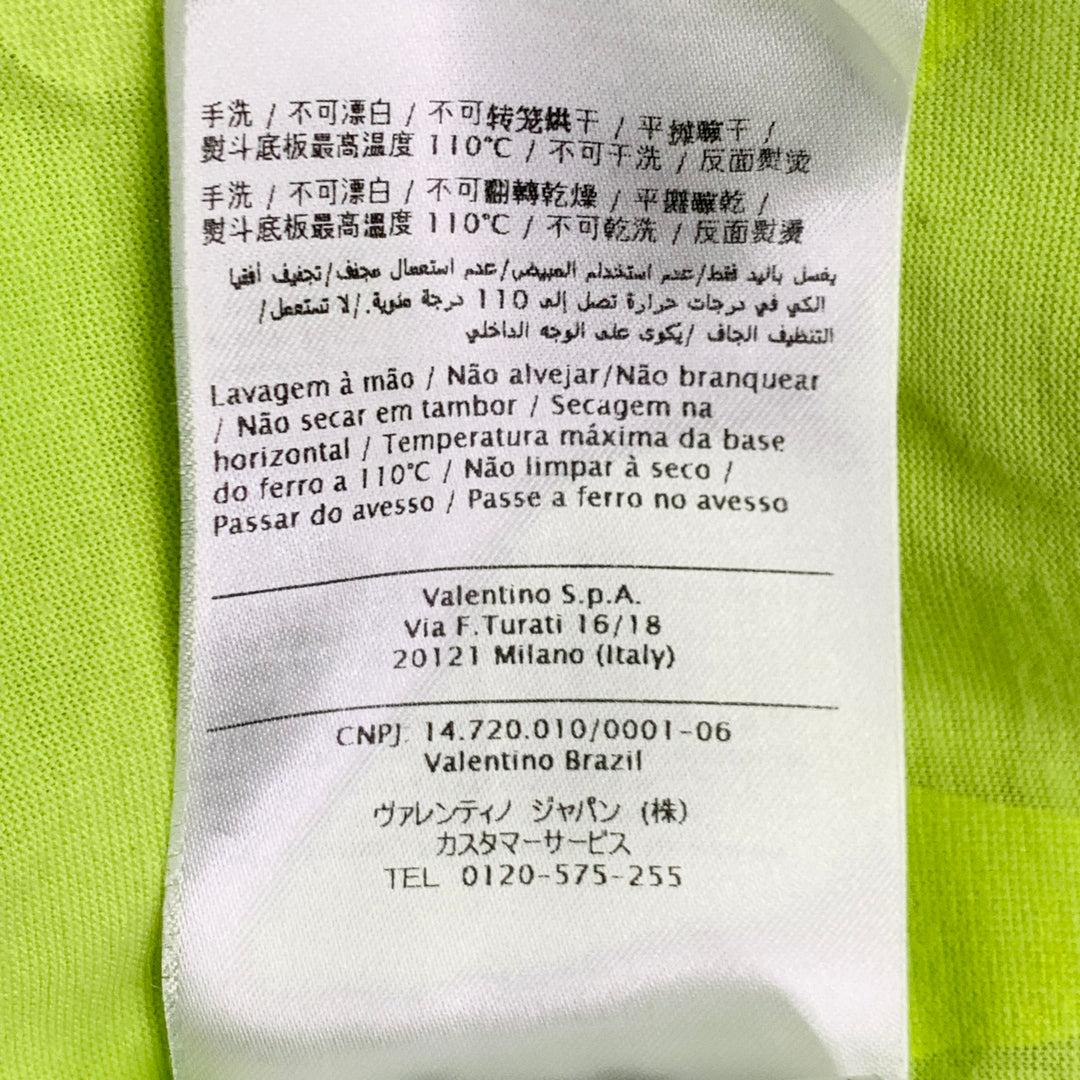 手洗 / 不可漂白 / 不可转笼烘干 / 平摊晾干 /
熨斗底板最高温度 110℃ / 不可干洗 / 反面熨烫
手洗 / 不可漂白 / 不可翻轉乾燥 / 平攤晾乾 /
熨斗底板最高溫度 110℃ / 不可乾洗 / 反面熨燙
يغسل باليد فقط/عدم استخدام المبيض/عدم استعمال مجفف/تجفيف أفقيا
الكي في درجات حرارة تصل إلى 110 درجة مئوية./لا تستعمل/
التنظيف الجاف /يكوى على الوجه الداخلي
Lavagem à mão / Não alvejar/Não branquear
/ Não secar em tambor / Secagem na
horizontal / Temperatura máxima da base
do ferro a 110℃ / Não limpar à seco /
Passar do avesso / Passe a ferro no avesso
Valentino S.p.A.
Via F.Turati 16/18
20121 Milano (Italy)
CNPJ: 14.720.010/0001-06
Valentino Brazil
ヴァレンティノ ジャパン (株)
カスタマーサービス
TEL 0120-575-255